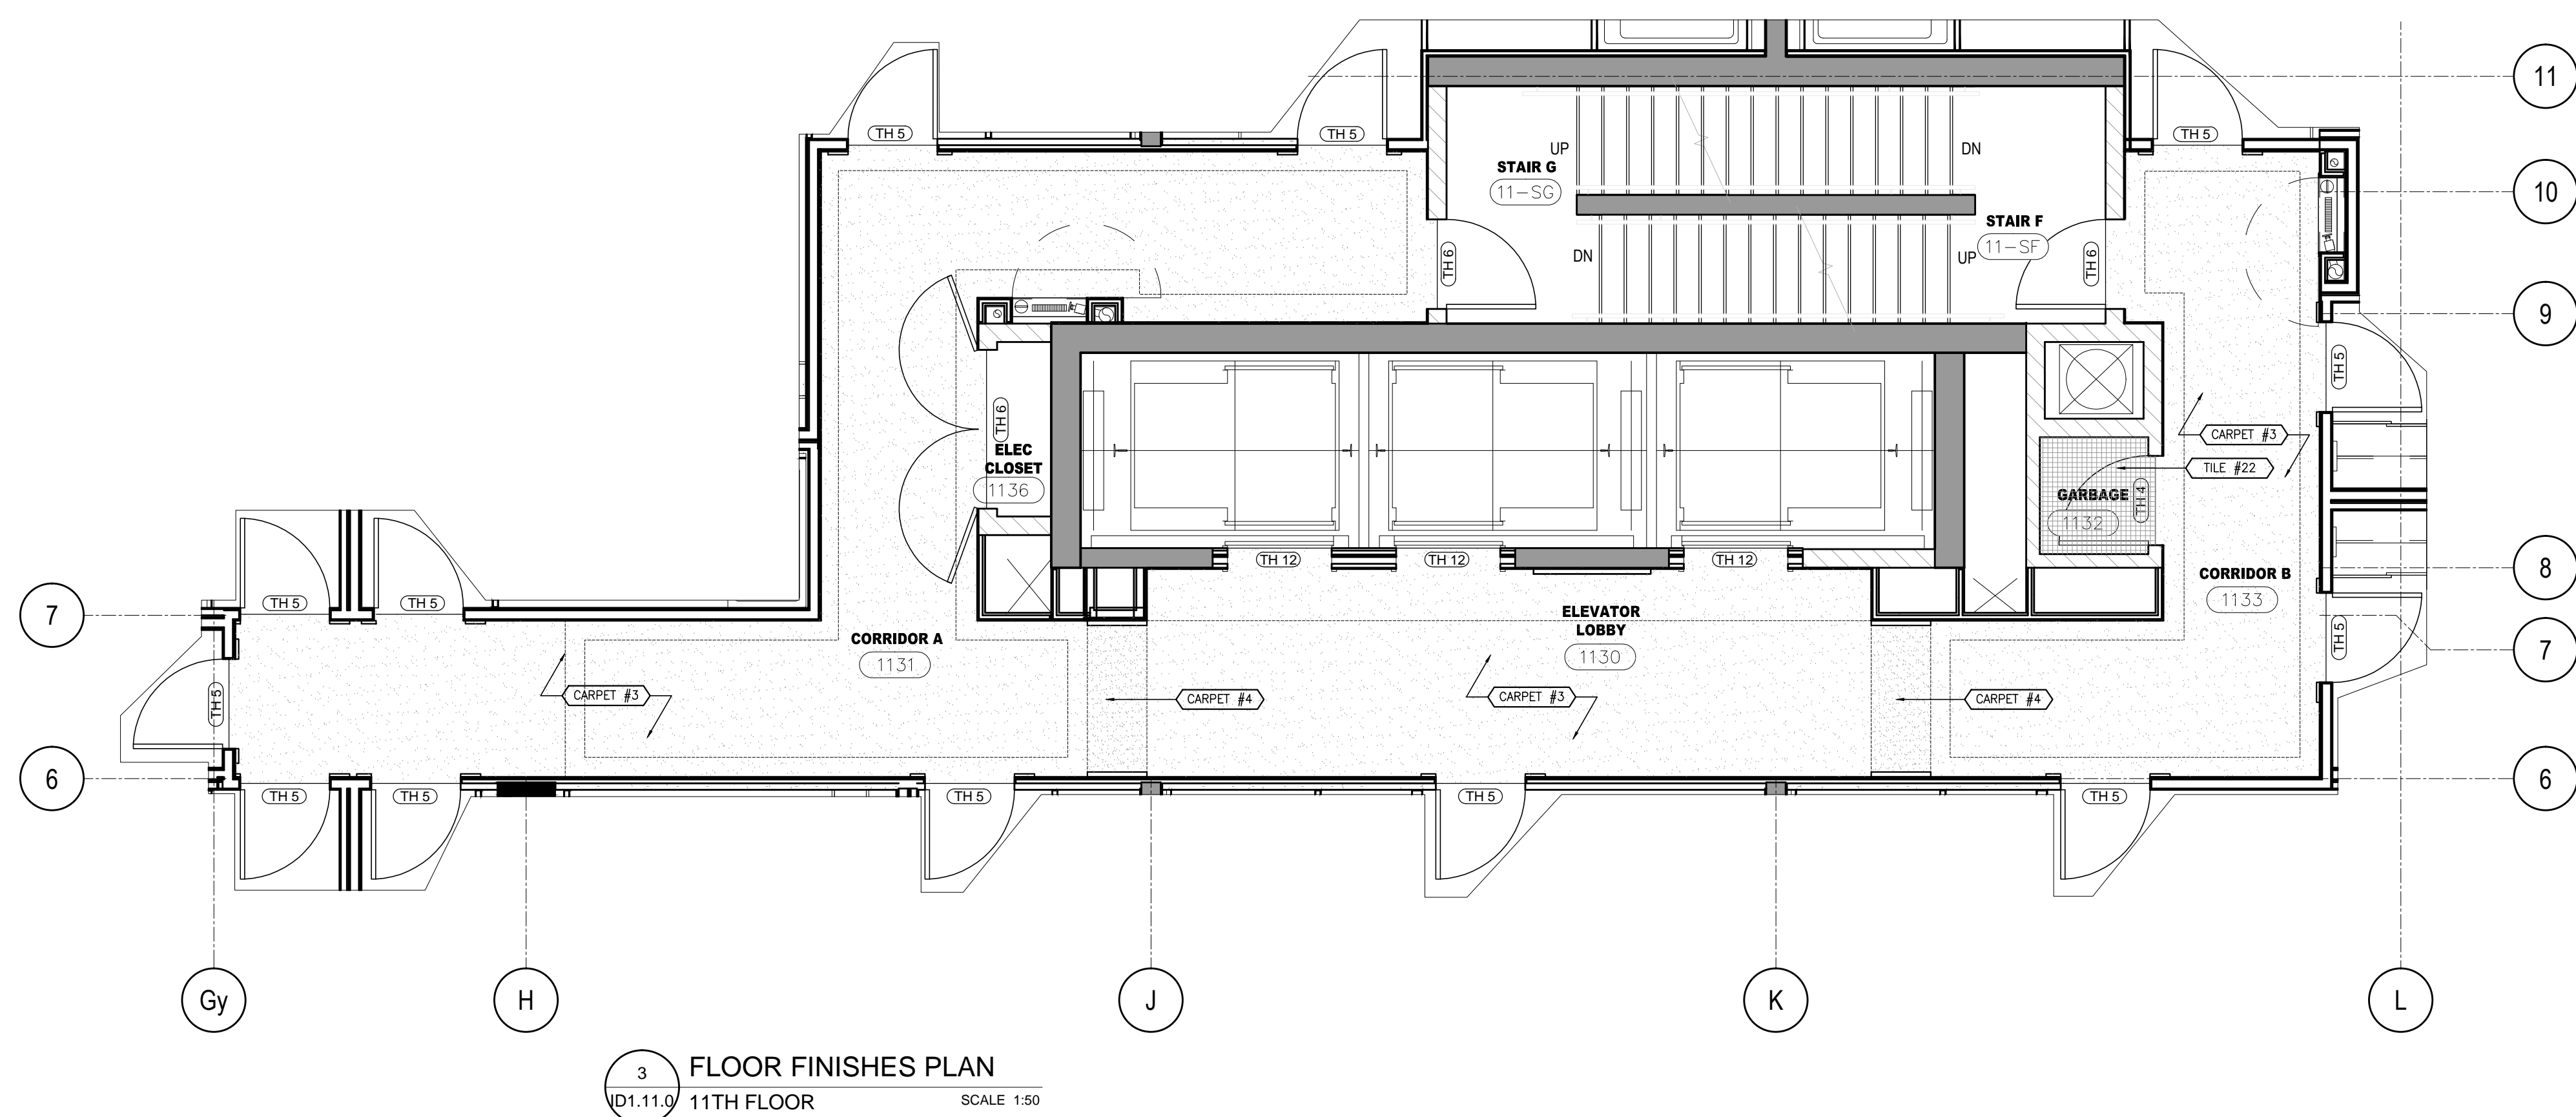 11
TH 5
TH 5
TH 5
UP
DN
STAIR G
11-SG
10
STAIR F
11-SF
DN
UP
TH 6
TH 6
9
TH 5
TH 6
ELEC
CLOSET
1136
CARPET #3
TILE #22
GARBAGE
TH 4
1132
TH 12
TH 12
TH 12
8
CORRIDOR B
1133
TH 5
TH 5
7
ELEVATOR
LOBBY
1130
CORRIDOR A
1131
TH 5
7
TH 5
CARPET #3
CARPET #4
CARPET #3
CARPET #4
6
6
TH 5
TH 5
TH 5
TH 5
TH 5
Gy
H
J
K
L
3
ID1.11.0
FLOOR FINISHES PLAN
11TH FLOOR
SCALE 1:50